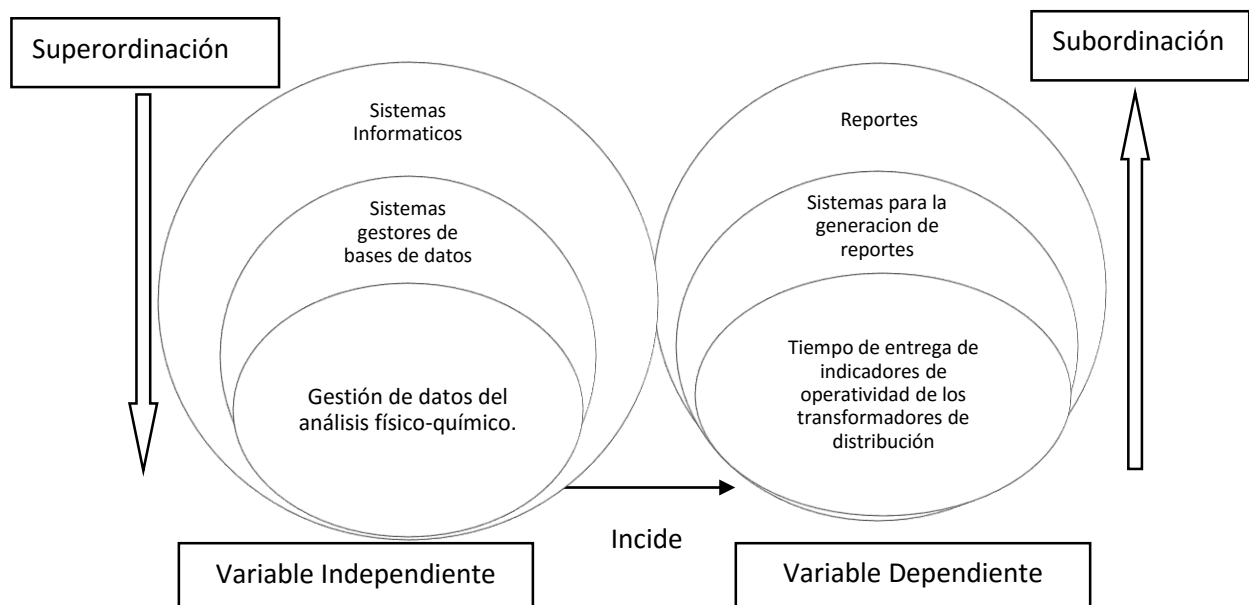 Superordinación
Subordinación
Sistemas
Informaticos
Reportes
Sistemas
gestores de
bases de datos
Sistemas para la
generacion de
reportes
Gestión de datos del
análisis físico-químico.
Tiempo de entrega de
indicadores de
operatividad de los
transformadores de
distribución
Incide
Variable Independiente
Variable Dependiente